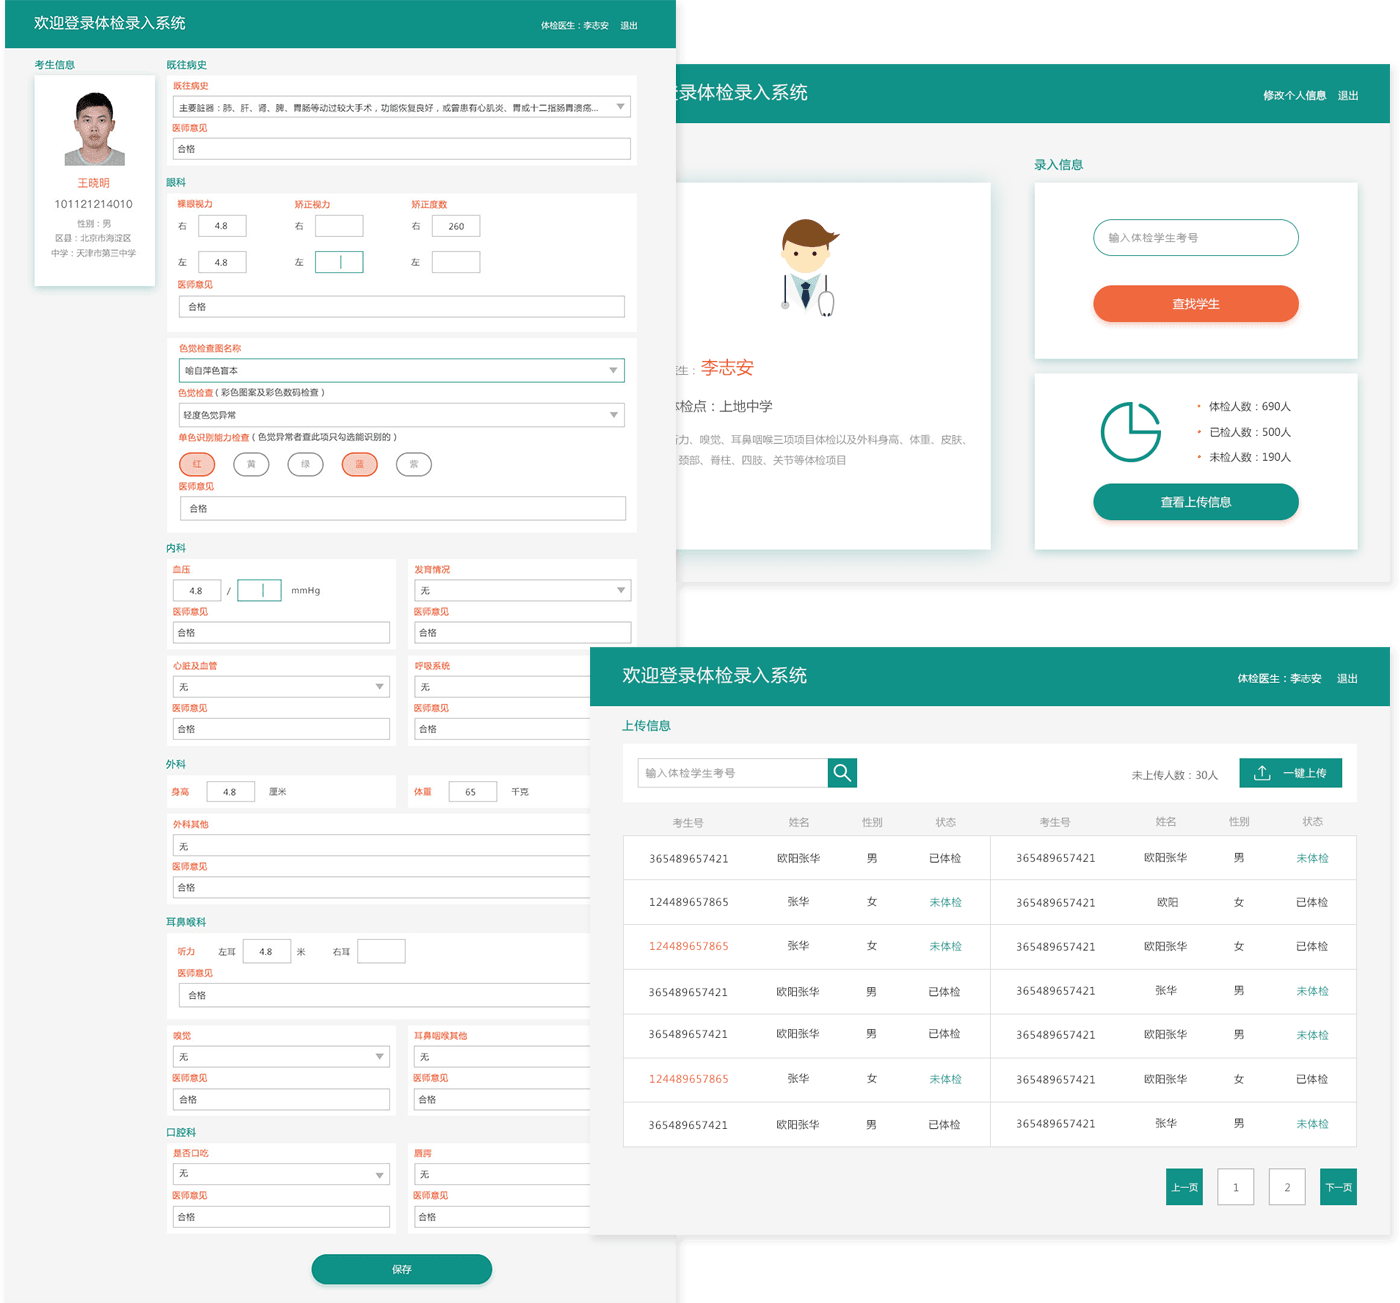 欢迎登录体检录入系统
体检医生：李志安 退出
考生信息
王晓明
101121214010
性别：男
区县：北京市海淀区
中学：天津市第三中学
既往病史
既往病史
主要脏器：肺、肝、肾、脾、胃肠等动过较大手术，功能恢复良好，或曾患有心肌炎、胃或十二指肠胃溃疡...
医师意见
合格
眼科
裸眼视力 矫正视力 矫正度数
右 4.8 右 右 260
左 4.8 左 左
医师意见
合格
色觉检查图名称
喻自萍色盲本
色觉检查（彩色图案及彩色数码检查）
轻度色觉异常
单色识别能力检查（色觉异常者查此项只勾选能识别的）
红 黄 绿 蓝 紫
医师意见
合格
内科
血压 发育情况
4.8 / mmHg 无
医师意见 医师意见
合格 合格
心脏及血管 呼吸系统
无 无
医师意见 医师意见
合格 合格
外科
身高 4.8 厘米 体重 65 千克
外科其他
无
医师意见
合格
耳鼻喉科
听力 左耳 4.8 米 右耳
医师意见
合格
嗅觉 耳鼻咽喉其他
无 无
医师意见 医师意见
合格 合格
口腔科
是否口吃 唇腭
无 无
医师意见 医师意见
合格 合格
保存
录体检录入系统
修改个人信息 退出
医生：李志安
体检点：上地中学
听力、嗅觉、耳鼻咽喉三项项目体检以及外科身高、体重、皮肤、
颈部、脊柱、四肢、关节等体检项目
录入信息
输入体检学生考号
查找学生
体检人数：690人
已检人数：500人
未检人数：190人
查看上传信息
欢迎登录体检录入系统
体检医生：李志安 退出
上传信息
输入体检学生考号
未上传人数：30人
一键上传
考生号 姓名 性别 状态 考生号 姓名 性别 状态
365489657421 欧阳张华 男 已体检 365489657421 欧阳张华 男 未体检
124489657865 张华 女 未体检 365489657421 欧阳 女 已体检
124489657865 张华 女 未体检 365489657421 欧阳张华 女 已体检
365489657421 欧阳张华 男 已体检 365489657421 张华 男 未体检
365489657421 欧阳张华 男 已体检 365489657421 欧阳张华 男 未体检
124489657865 张华 女 未体检 365489657421 欧阳张华 女 已体检
365489657421 欧阳张华 男 已体检 365489657421 张华 男 未体检
上一页 1 2 下一页